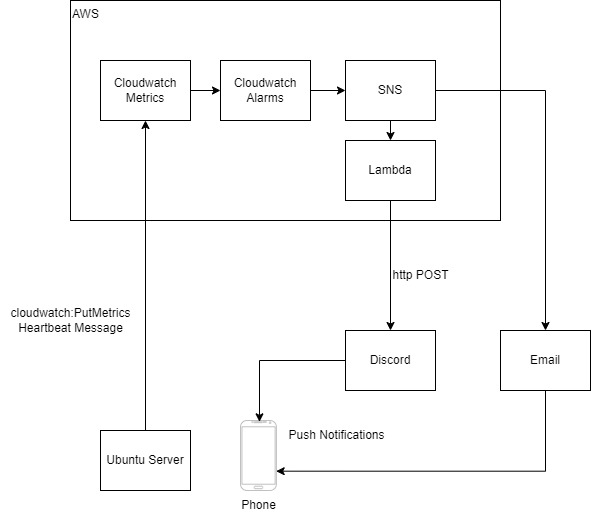 AWS
Cloudwatch
Metrics
Cloudwatch
Alarms
SNS
Lambda
http POST
cloudwatch:PutMetrics
Heartbeat Message
Discord
Email
Push Notifications
Ubuntu Server
Phone